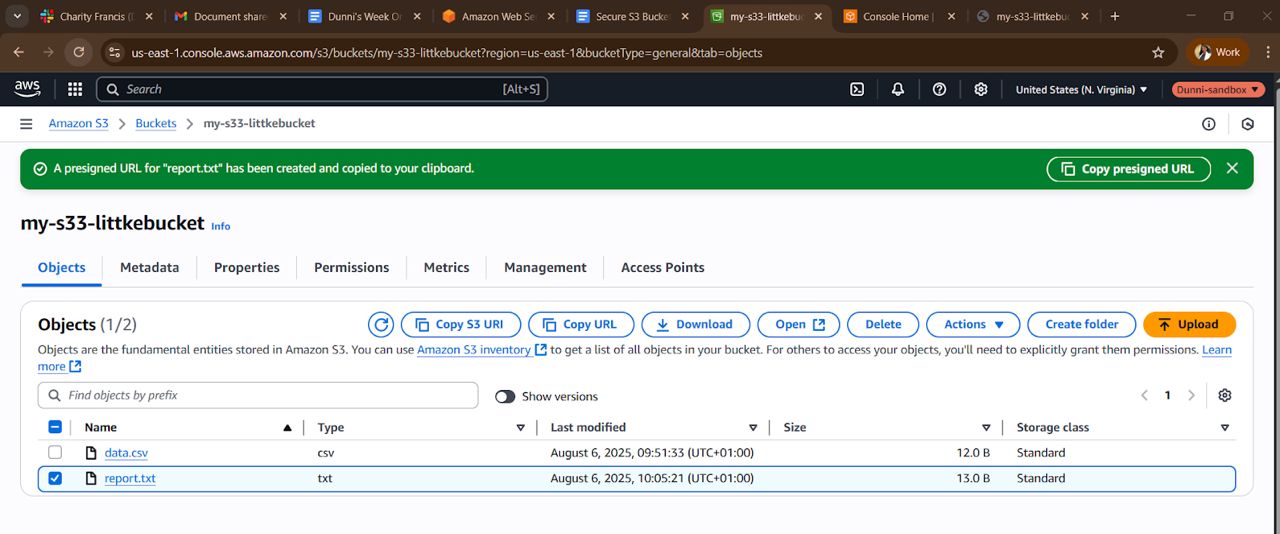 Charity Francis (
Document share
Dunni's Week On
Amazon Web Se
Secure S3 Bucke
my-s33-littkebuc
Console Home |
my-s33-littkebuc
us-east-1.console.aws.amazon.com/s3/buckets/my-s33-littkebucket?region=us-east-1&bucketType=general&tab=objects
Work
aws
Search
[Alt+S]
United States (N. Virginia)
Dunni-sandbox
Amazon S3
Buckets
my-s33-littkebucket
A presigned URL for "report.txt" has been created and copied to your clipboard.
Copy presigned URL
my-s33-littkebucket Info
Objects
Metadata
Properties
Permissions
Metrics
Management
Access Points
Objects (1/2)
Copy S3 URI
Copy URL
Download
Open
Delete
Actions
Create folder
Upload
Objects are the fundamental entities stored in Amazon S3. You can use Amazon S3 inventory to get a list of all objects in your bucket. For others to access your objects, you'll need to explicitly grant them permissions. Learn
more
Find objects by prefix
Show versions
1
Name Type Last modified Size Storage class
data.csv csv August 6, 2025, 09:51:33 (UTC+01:00) 12.0 B Standard
report.txt txt August 6, 2025, 10:05:21 (UTC+01:00) 13.0 B Standard